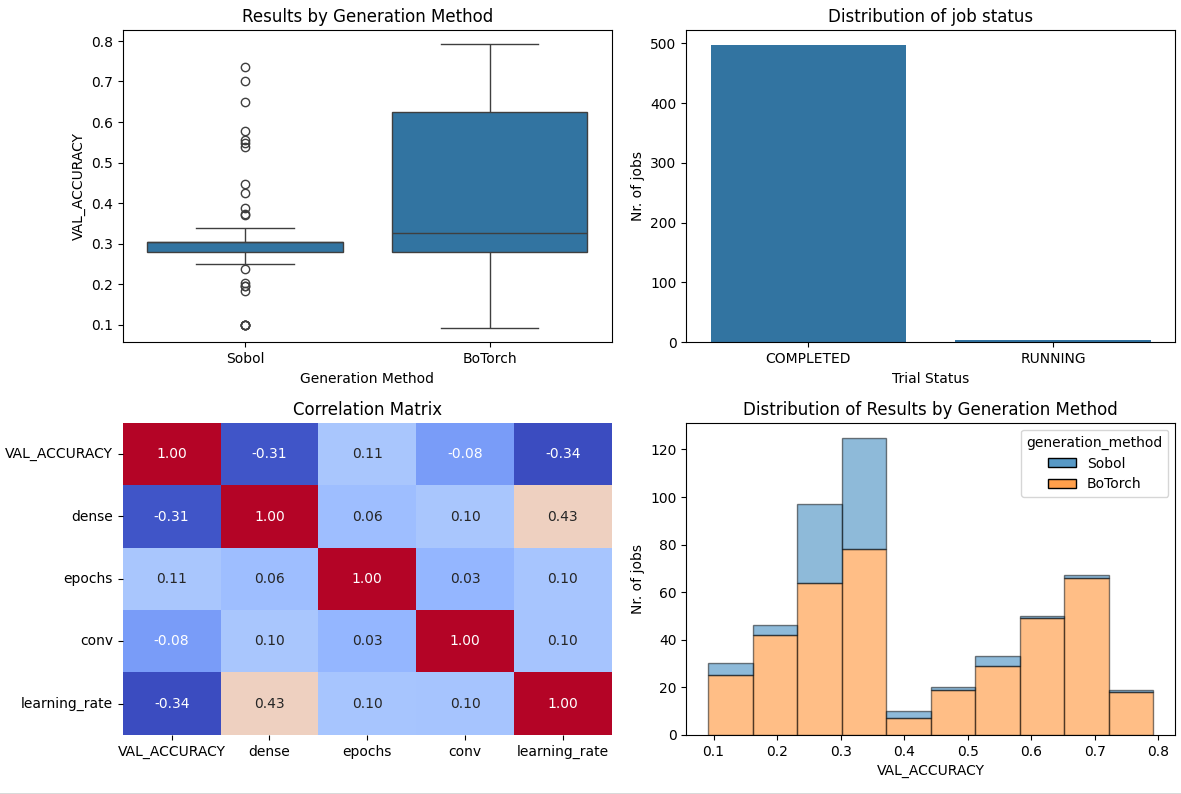 Results by Generation Method
VAL_ACCURACY
0.8
0.7
0.6
0.5
0.4
0.3
0.2
0.1
Sobol BoTorch
Generation Method
Distribution of job status
Nr. of jobs
500
400
300
200
100
0
COMPLETED RUNNING
Trial Status
Correlation Matrix
VAL_ACCURACY 1.00 -0.31 0.11 -0.08 -0.34
dense -0.31 1.00 0.06 0.10 0.43
epochs 0.11 0.06 1.00 0.03 0.10
conv -0.08 0.10 0.03 1.00 0.10
learning_rate -0.34 0.43 0.10 0.10 1.00
VAL_ACCURACY dense epochs conv learning_rate
Distribution of Results by Generation Method
generation_method
Sobol
BoTorch
Nr. of jobs
120
100
80
60
40
20
0
0.1 0.2 0.3 0.4 0.5 0.6 0.7 0.8
VAL_ACCURACY